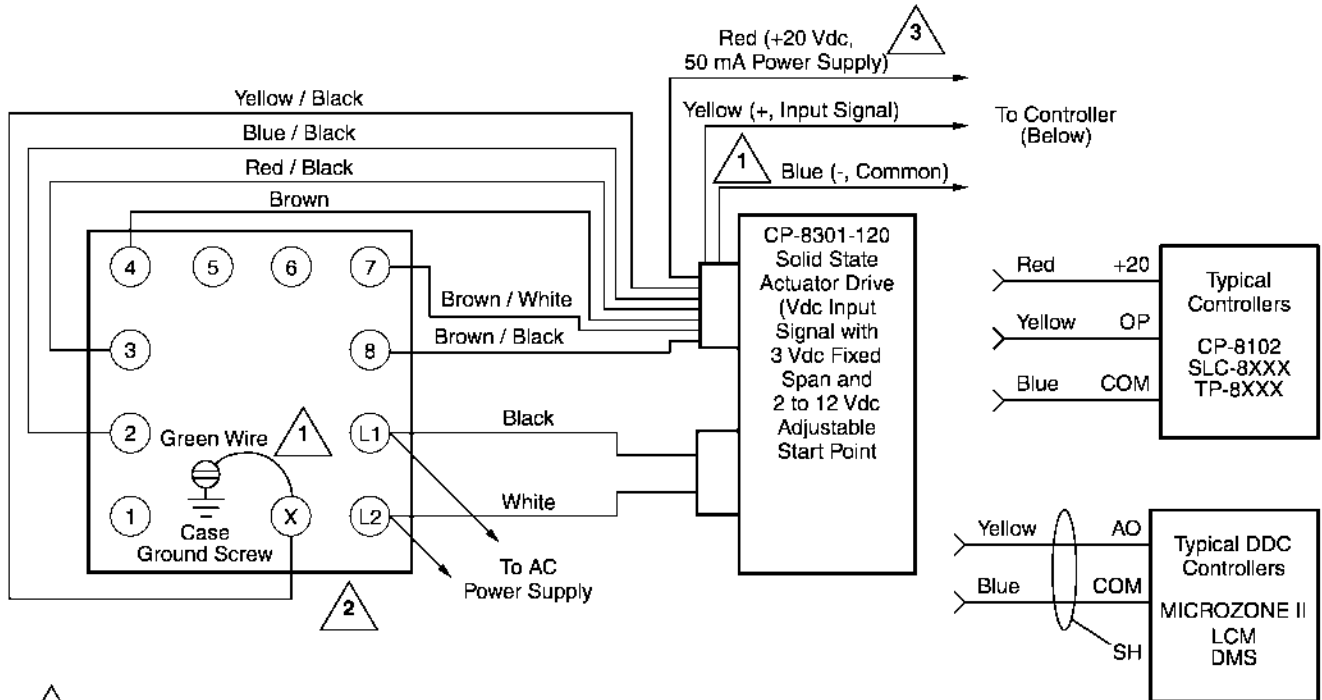 Red (+20 Vdc,
50 mA Power Supply)
3
Yellow / Black
Yellow (+, Input Signal)
To Controller
(Below)
Blue / Black
Red / Black
1
Blue (-, Common)
Brown
4
5
6
7
Brown / White
Brown / Black
3
8
2
Green Wire
1
L1
Black
1
Case
Ground Screw
X
L2
White
To AC
Power Supply
2
CP-8301-120
Solid State
Actuator Drive
(Vdc Input
Signal with
3 Vdc Fixed
Span and
2 to 12 Vdc
Adjustable
Start Point
Red +20
Yellow OP
Blue COM
Typical
Controllers
CP-8102
SLC-8XXX
TP-8XXX
Yellow AO
Blue COM
SH
Typical DDC
Controllers
MICROZONE II
LCM
DMS